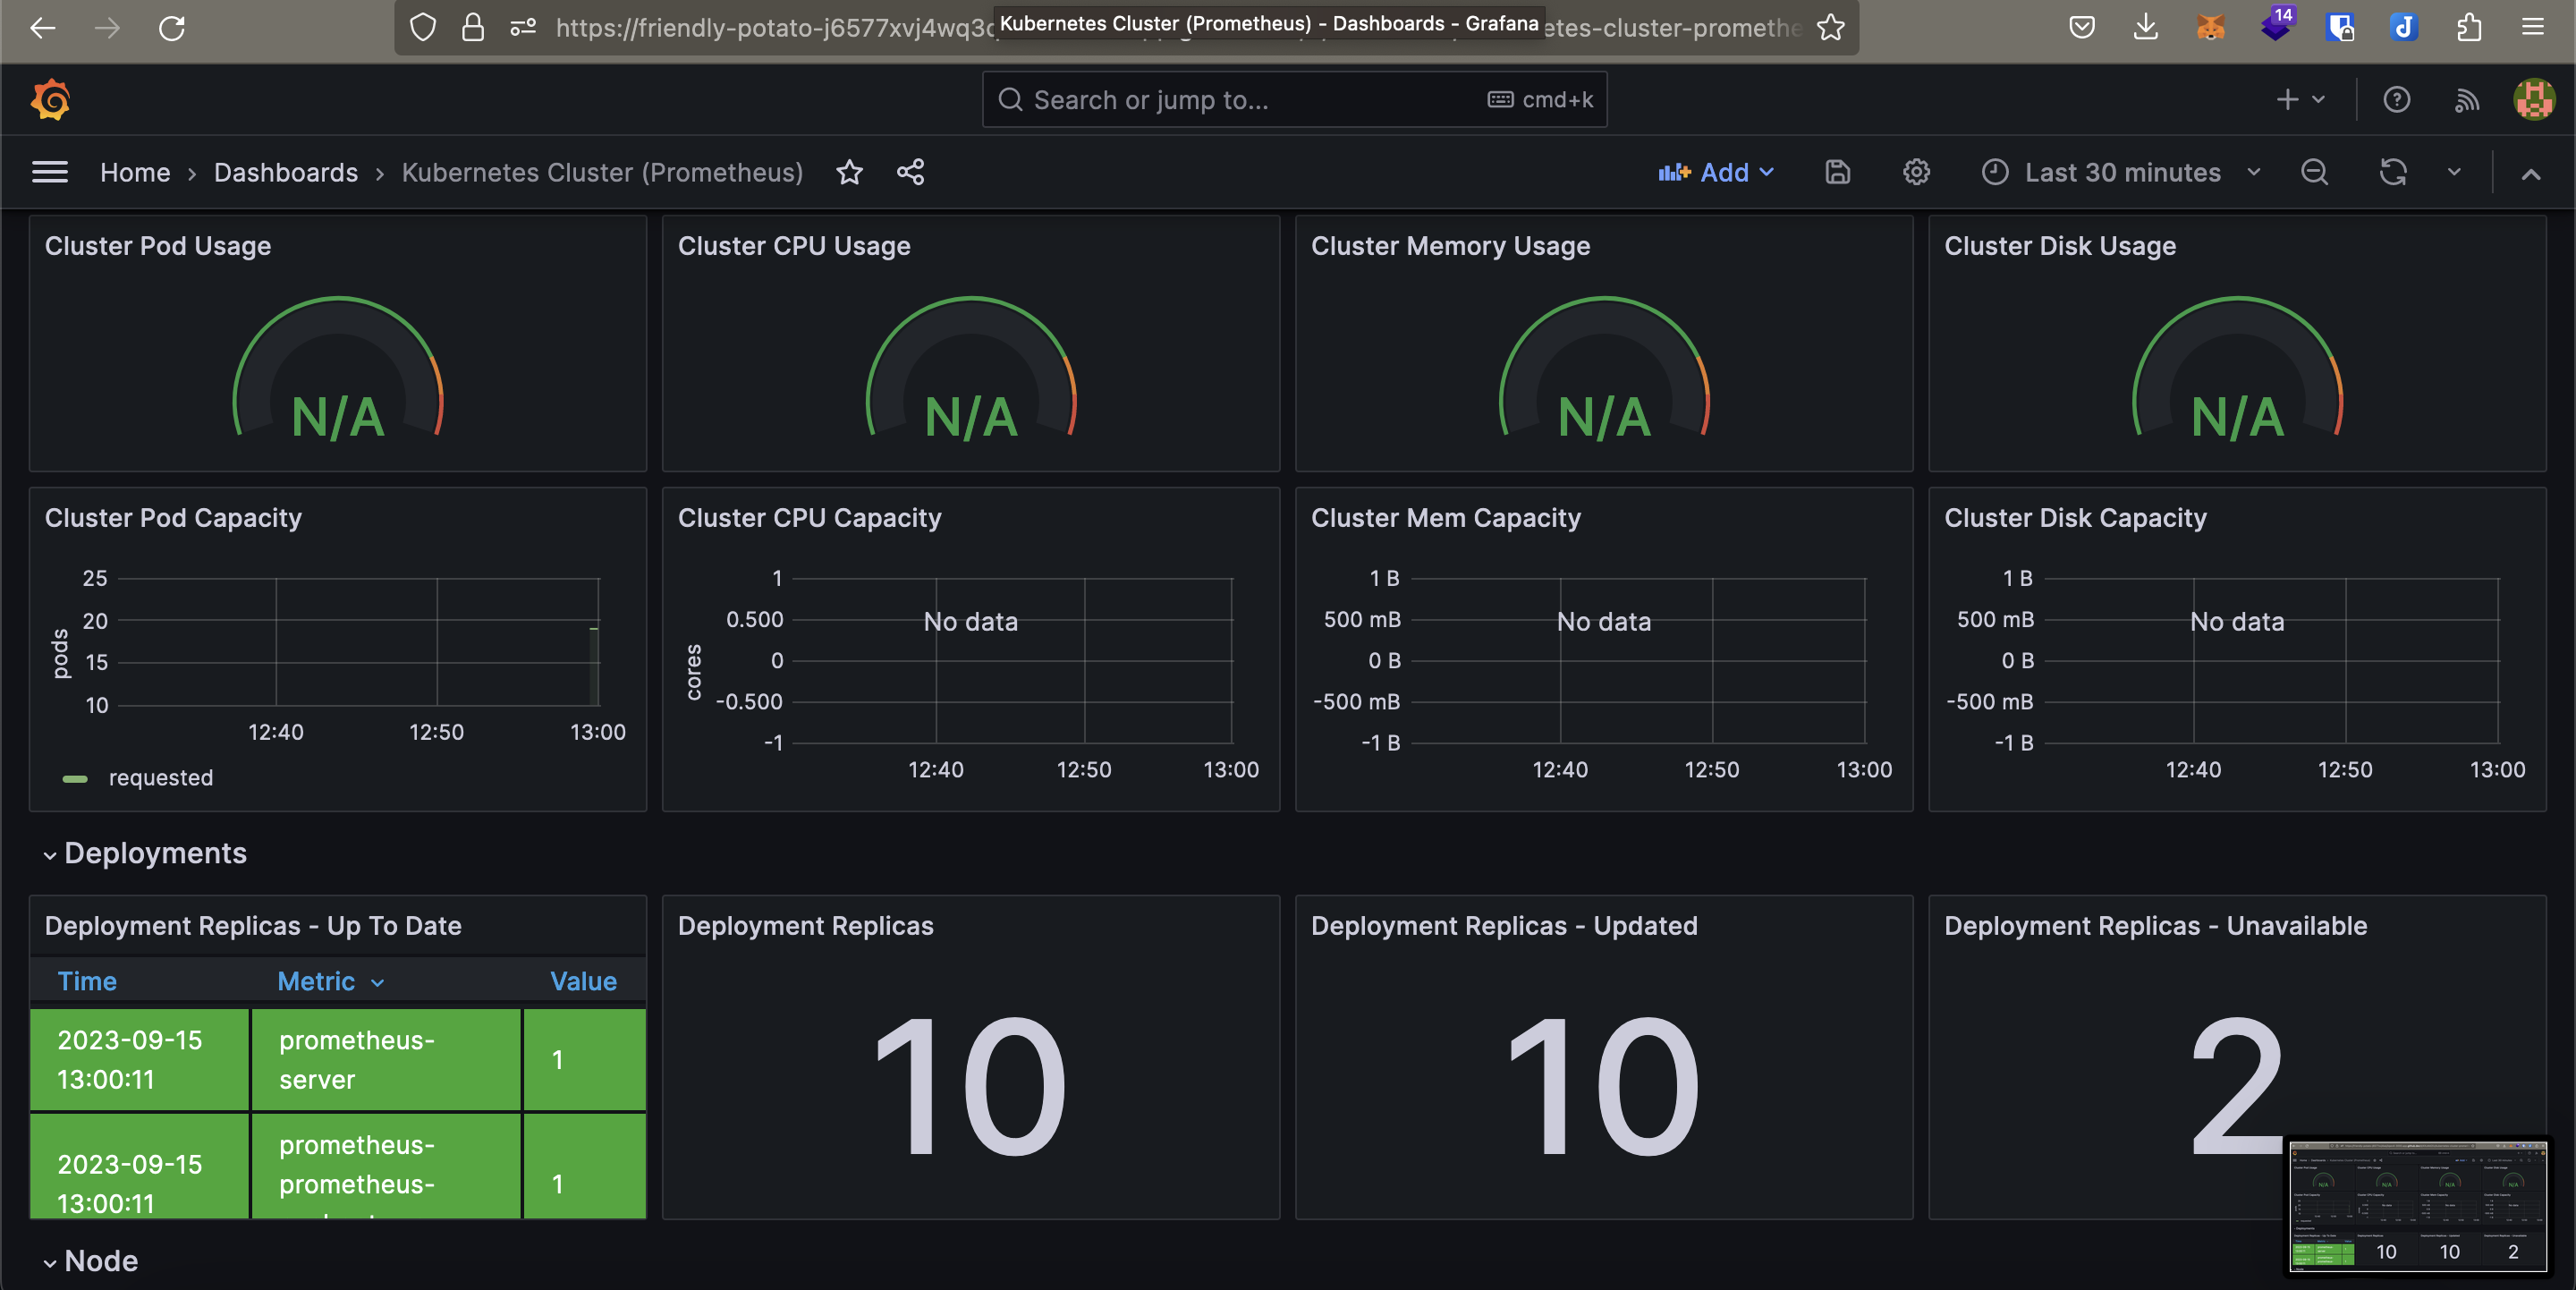 14
https://friendly-potato-j6577xvj4wq3
Kubernetes Cluster (Prometheus) - Dashboards - Grafana
etes-cluster-promethe
Search or jump to...
cmd+k
Home › Dashboards › Kubernetes Cluster (Prometheus)
Add
Last 30 minutes
Cluster Pod Usage
N/A
Cluster CPU Usage
N/A
Cluster Memory Usage
N/A
Cluster Disk Usage
N/A
Cluster Pod Capacity
pods
25
20
15
10
12:40 12:50 13:00
requested
Cluster CPU Capacity
cores
1
0.500
0
-0.500
-1
No data
12:40 12:50 13:00
Cluster Mem Capacity
1 B
500 mB
0 B
-500 mB
-1 B
No data
12:40 12:50 13:00
Cluster Disk Capacity
1 B
500 mB
0 B
-500 mB
-1 B
No data
12:40 12:50 13:00
Deployments
Deployment Replicas - Up To Date
Time Metric Value
2023-09-15
13:00:11
prometheus-
server
1
2023-09-15
13:00:11
prometheus-
prometheus-
1
Deployment Replicas
10
Deployment Replicas - Updated
10
Deployment Replicas - Unavailable
2
Node
10 10 2